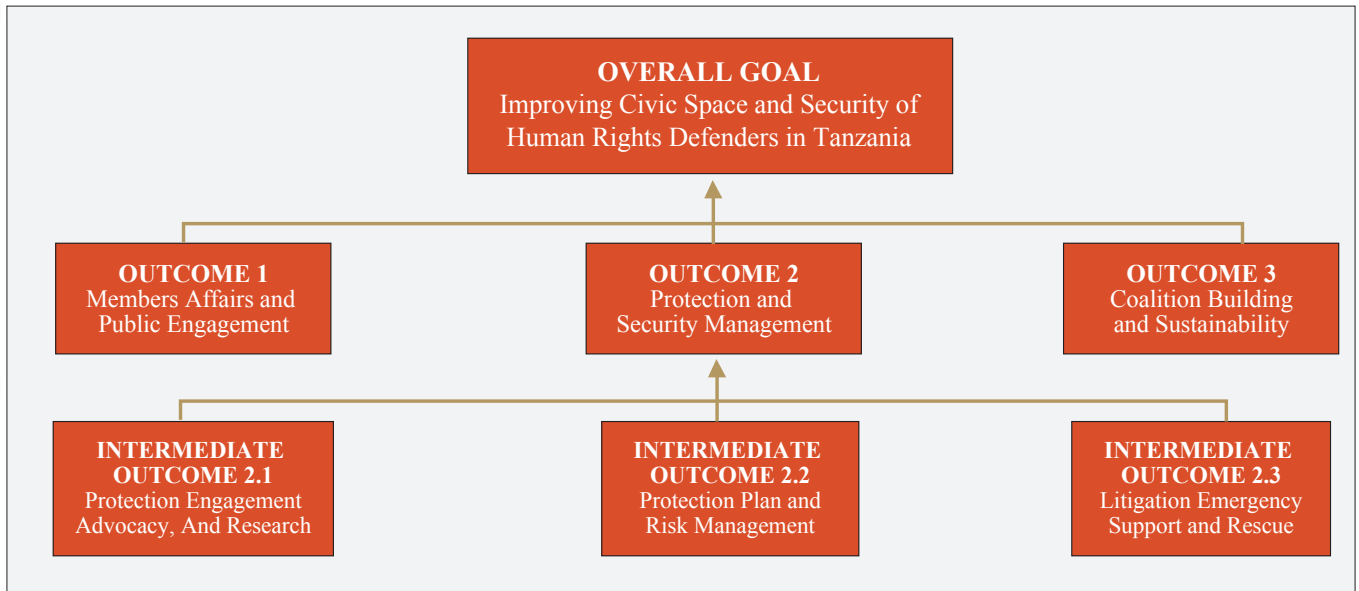 OVERALL GOAL
Improving Civic Space and Security of
Human Rights Defenders in Tanzania
OUTCOME 1
Members Affairs and
Public Engagement
OUTCOME 2
Protection and
Security Management
OUTCOME 3
Coalition Building
and Sustainability
INTERMEDIATE
OUTCOME 2.1
Protection Engagement
Advocacy, And Research
INTERMEDIATE
OUTCOME 2.2
Protection Plan and
Risk Management
INTERMEDIATE
OUTCOME 2.3
Litigation Emergency
Support and Rescue